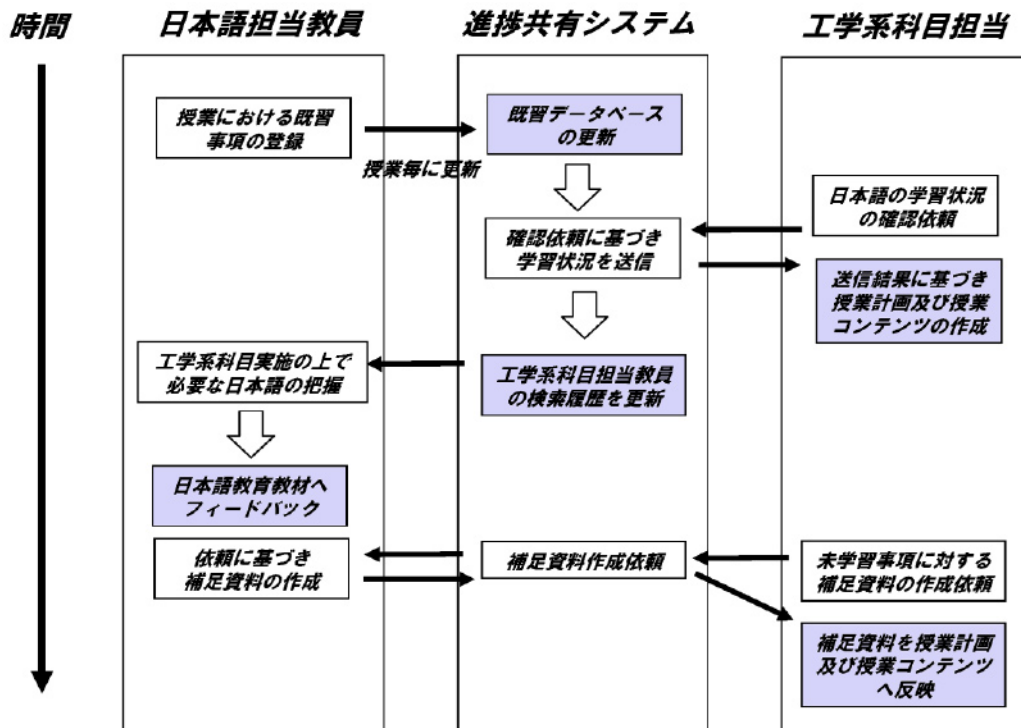 時間
日本語担当教員
進捗共有システム
工学系科目担当
授業における既習
事項の登録
授業毎に更新
既習データベース
の更新
日本語の学習状況
の確認依頼
確認依頼に基づき
学習状況を送信
送信結果に基づき
授業計画及び授業
コンテンツの作成
工学系科目実施の上で
必要な日本語の把握
工学系科目担当教員
の検索履歴を更新
日本語教育教材へ
フィードバック
依頼に基づき
補足資料の作成
補足資料作成依頼
未学習事項に対する
補足資料の作成依頼
補足資料を授業計画
及び授業コンテンツ
へ反映